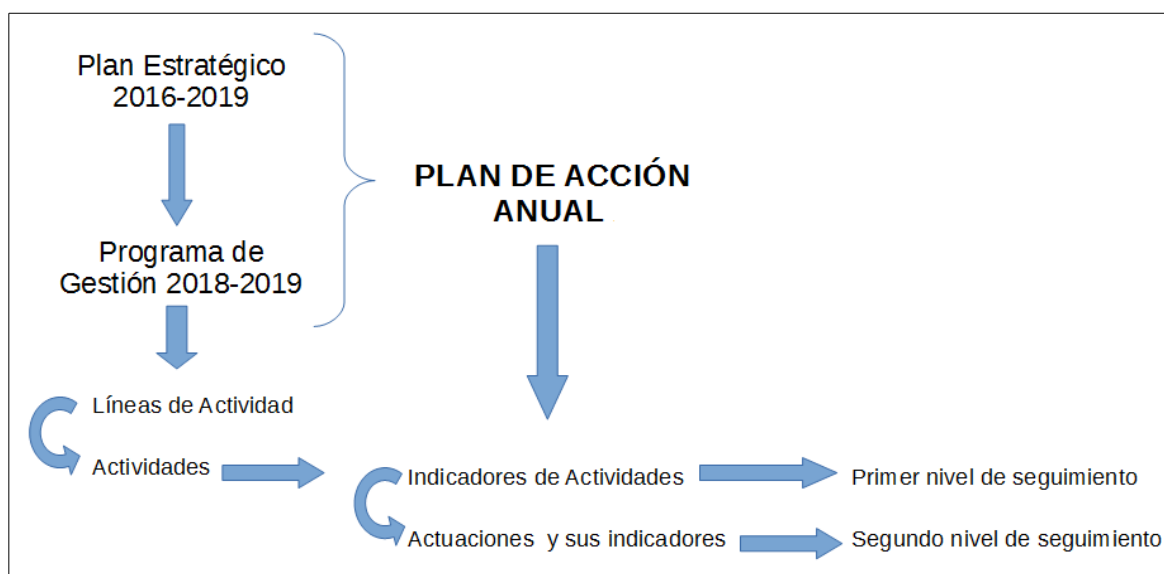 Plan Estratégico
2016-2019
PLAN DE ACCIÓN
ANUAL
Programa de
Gestión 2018-2019
Líneas de Actividad
Actividades
Indicadores de Actividades
Primer nivel de seguimiento
Actuaciones y sus indicadores
Segundo nivel de seguimiento